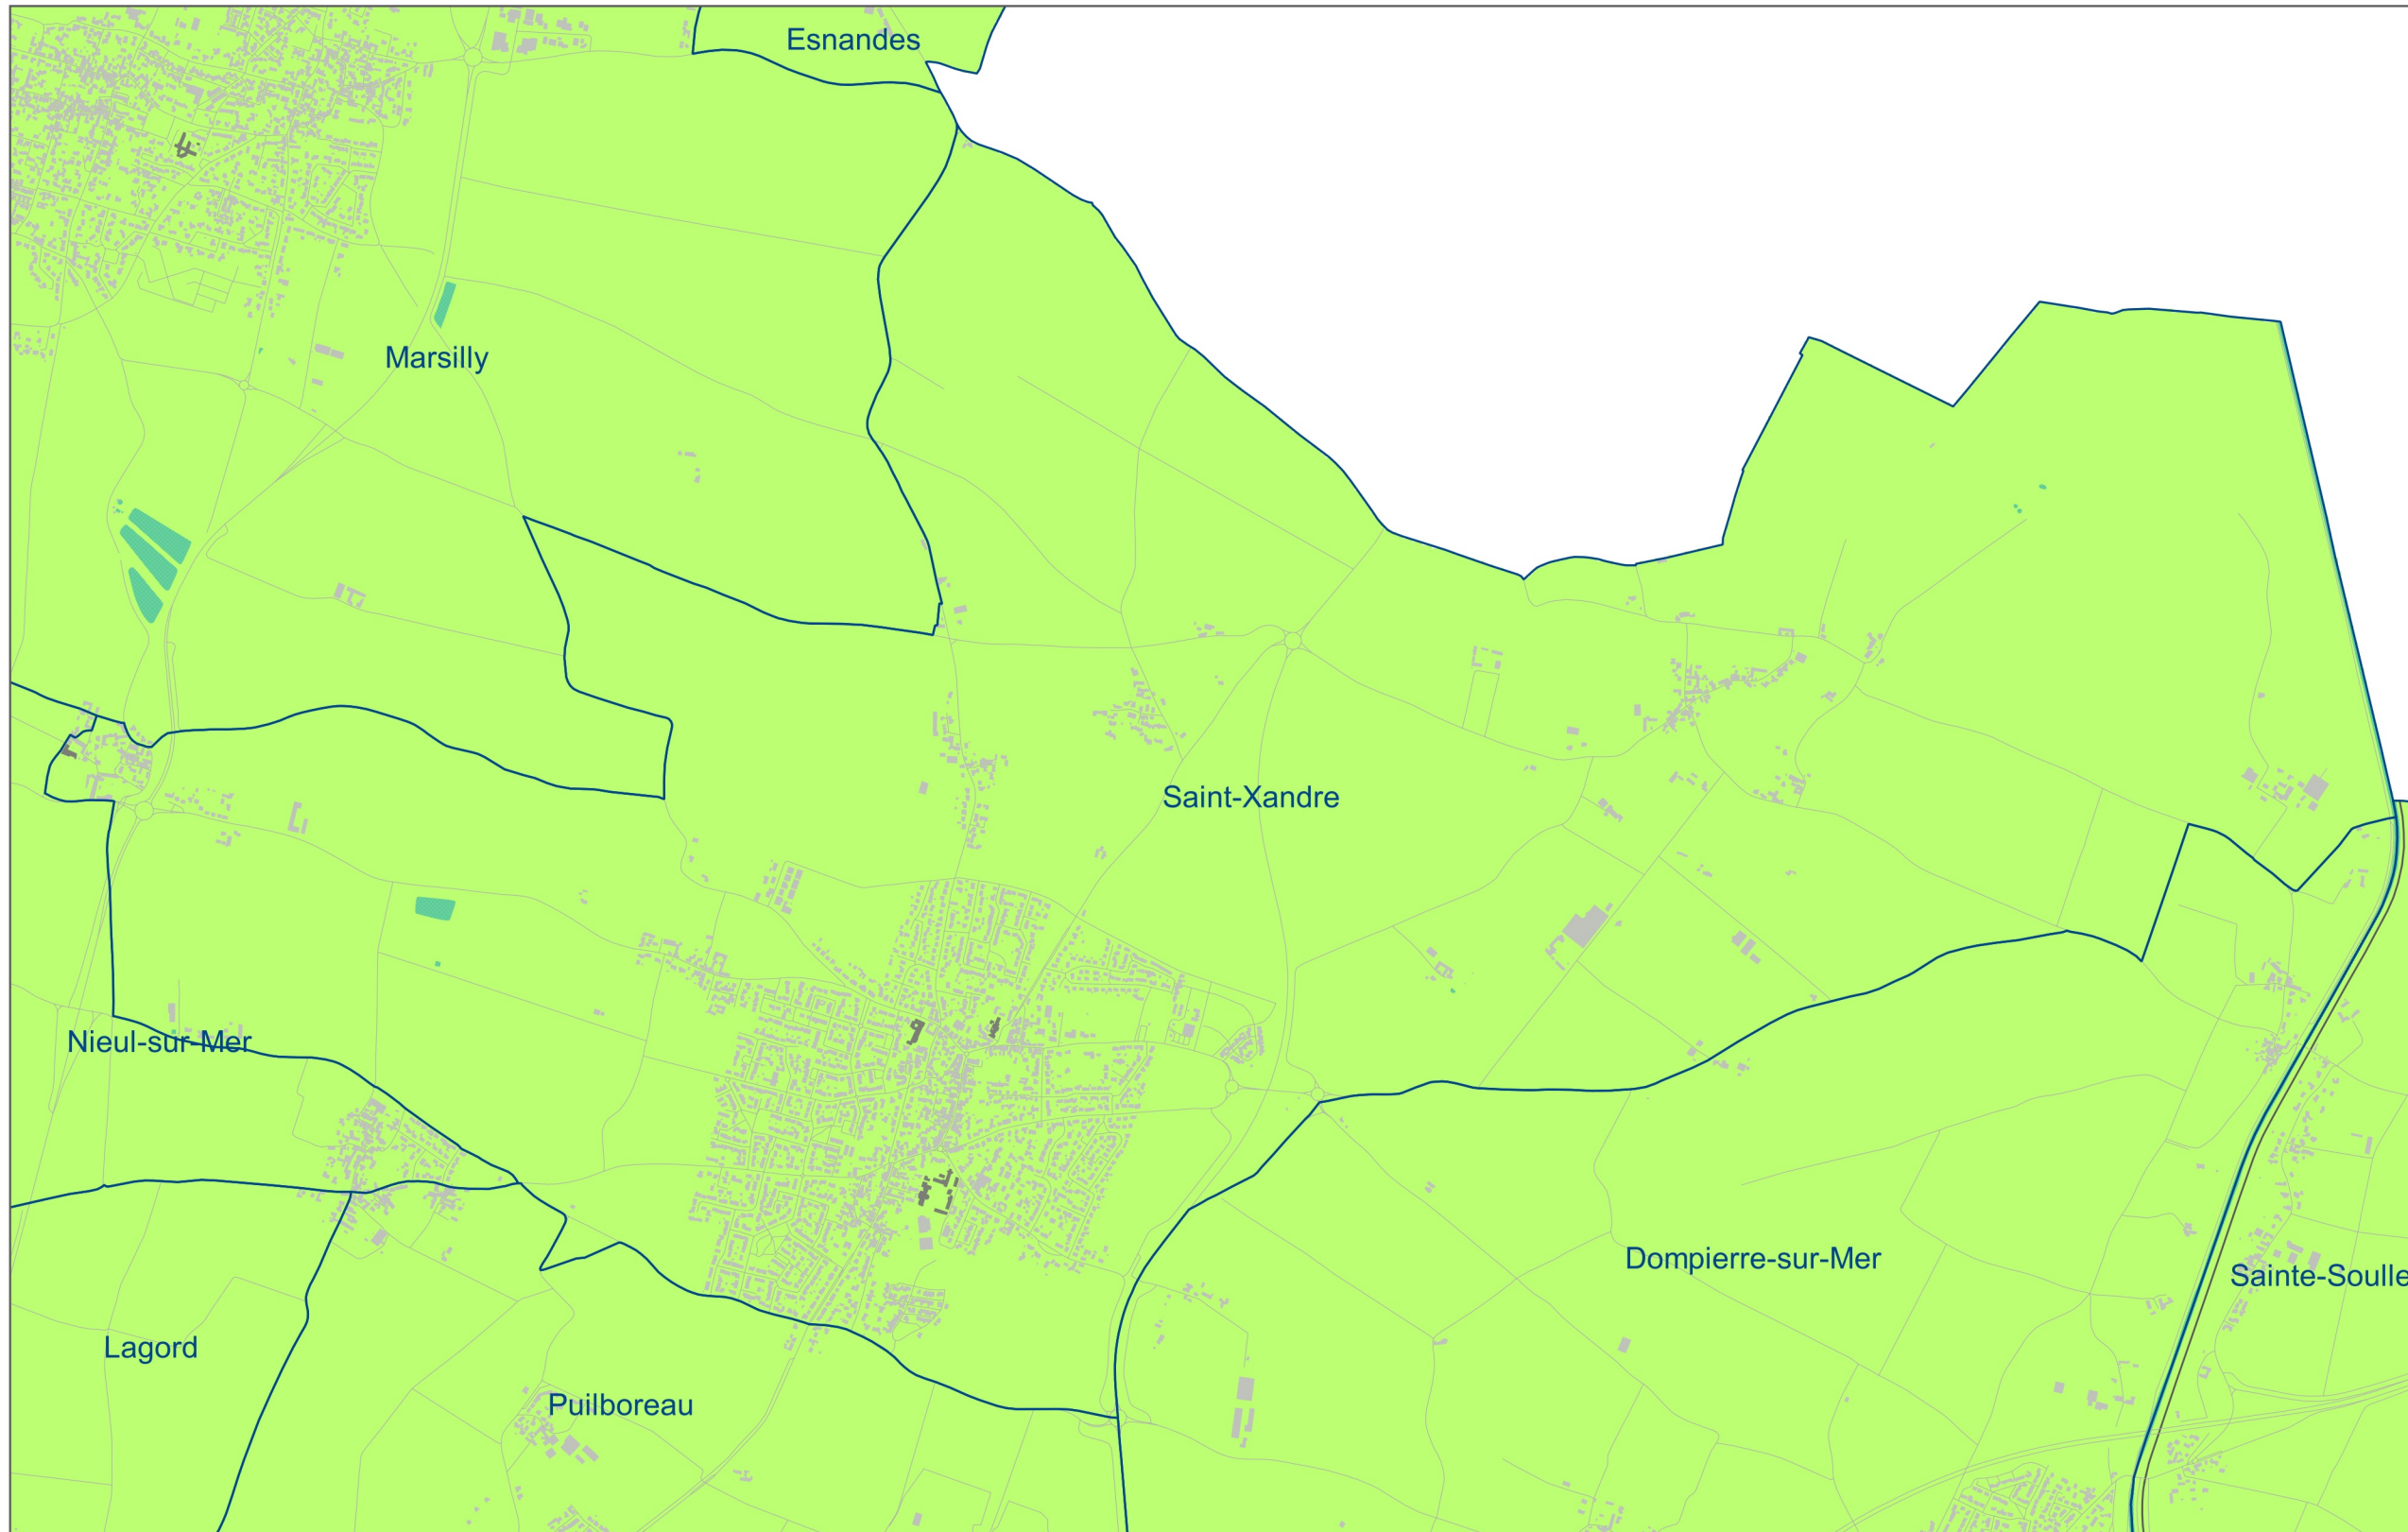 Esnandes
Marsilly
Saint-Xandre
Nieul-sur-Mer
Dompierre-sur-Mer
Sainte-Soulle
Lagord
Puilboreau